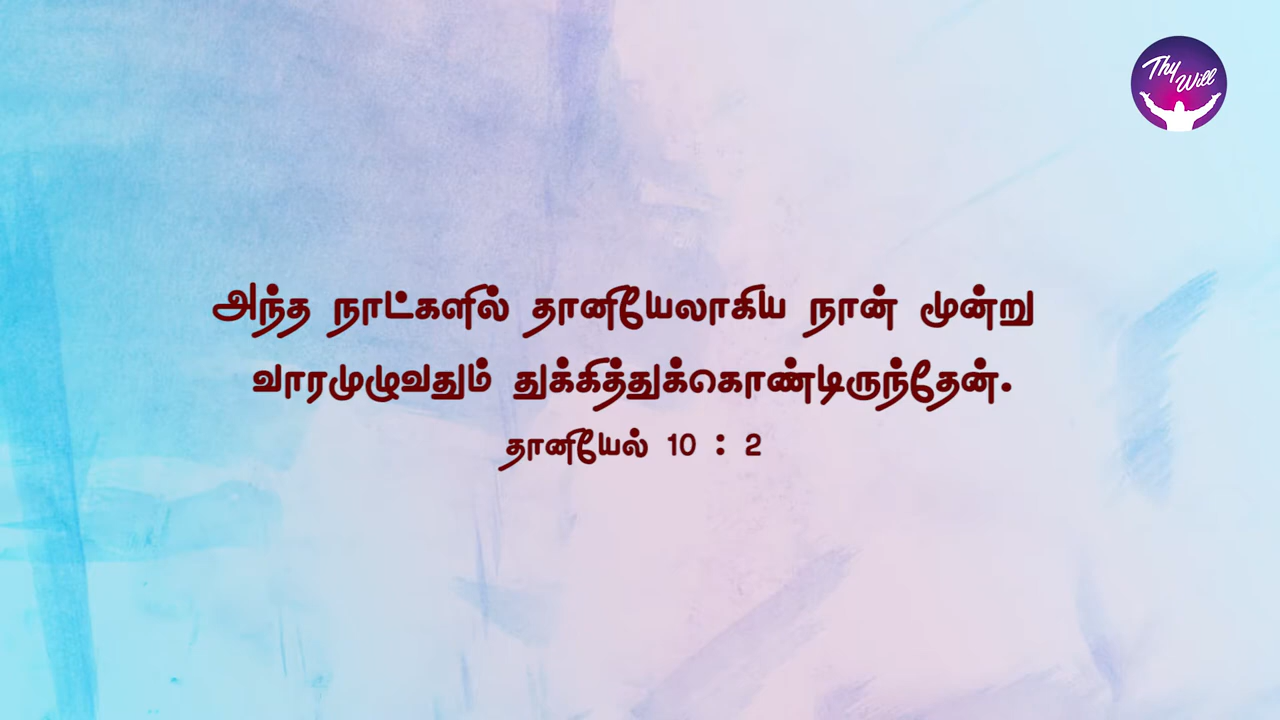 Thy
Will
அந்த நாட்களில் தானியேலாகிய நான் மூன்று
வாரமுழுவதும் துக்கித்துக்கொண்டிருந்தேன்.
தானியேல் 10 : 2